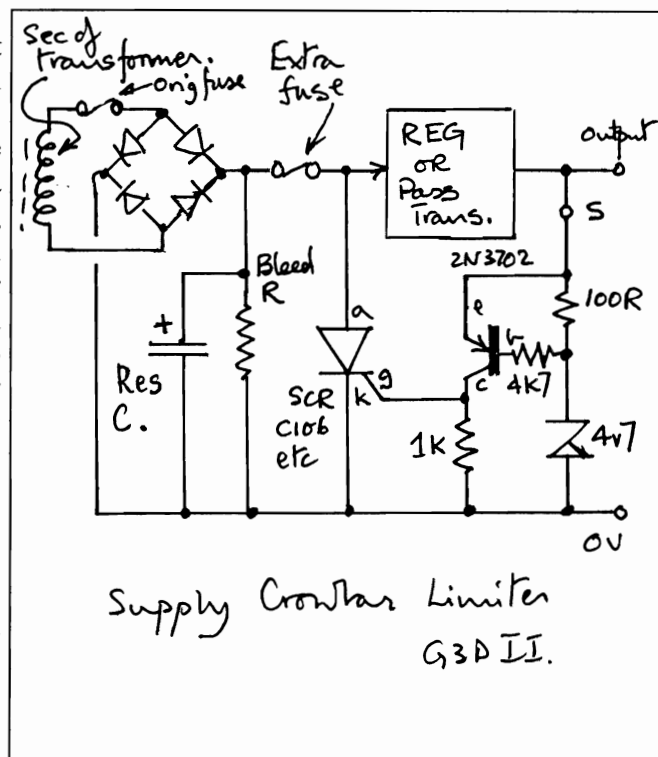 Sec of
transformer.
Orig fuse
Extra
fuse
REG
OR
Pass
Trans.
output
S
2N3702
Bleed
R
100R
e
b
c
4K7
a
g
k
+
Res
C.
SCR
C106
etc
1K
4v7
0V
Supply Crowbar Limiter
G3DII.